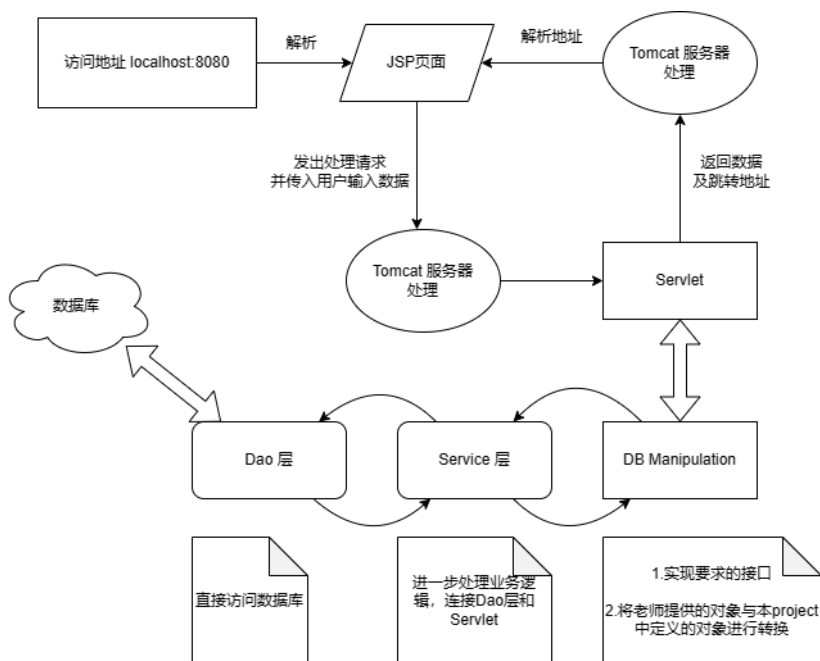 访问地址 localhost:8080
解析
JSP页面
解析地址
Tomcat 服务器
处理
发出处理请求
并传入用户输入数据
返回数据
及跳转地址
Tomcat 服务器
处理
Servlet
数据库
Dao 层
Service 层
DB Manipulation
直接访问数据库
进一步处理业务逻
辑，连接Dao层和
Servlet
1.实现要求的接口
2.将老师提供的对象与本project
中定义的对象进行转换